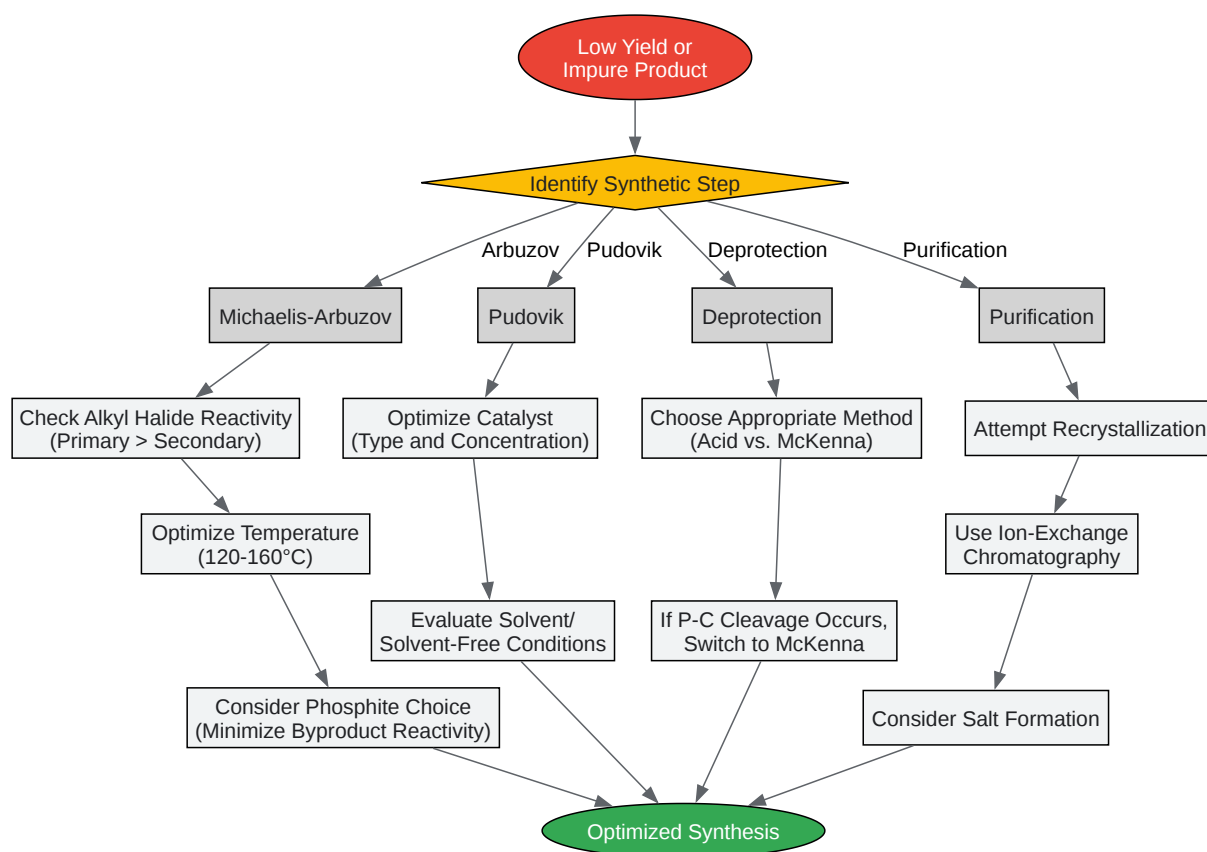 Low Yield or
Impure Product
Identify Synthetic Step
Arbuzov
Pudovik
Deprotection
Purification
Michaelis-Arbuzov
Pudovik
Deprotection
Purification
Check Alkyl Halide Reactivity
(Primary > Secondary)
Optimize Catalyst
(Type and Concentration)
Choose Appropriate Method
(Acid vs. McKenna)
Attempt Recrystallization
Optimize Temperature
(120-160°C)
Use Ion-Exchange
Chromatography
Evaluate Solvent/
Solvent-Free Conditions
If P-C Cleavage Occurs,
Switch to McKenna
Consider Phosphite Choice
(Minimize Byproduct Reactivity)
Consider Salt Formation
Optimized Synthesis